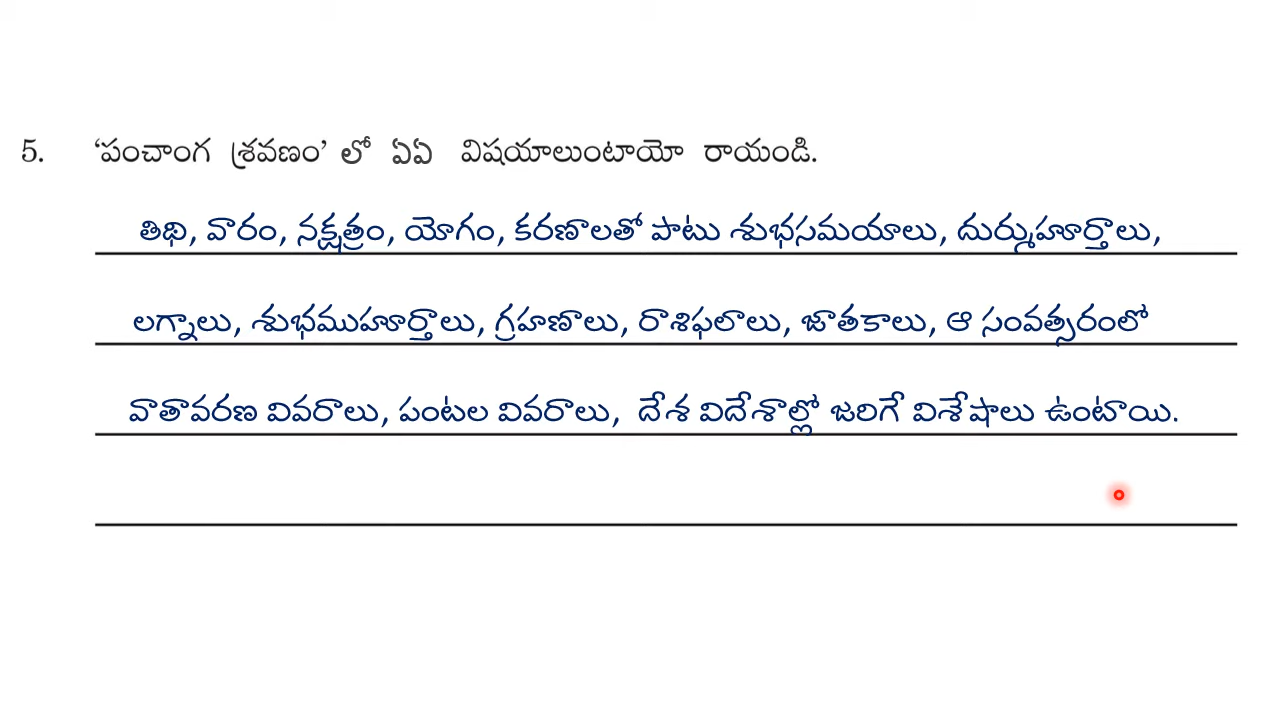 5. ‘పంచాంగ శ్రవణం’ లో ఏఏ విషయాలుంటాయో రాయండి.
తిథి, వారం, నక్షత్రం, యోగం, కరణాలతో పాటు శుభసమయాలు, దుర్ముహూర్తాలు,
లగ్నాలు, శుభముహూర్తాలు, గ్రహణాలు, రాశిఫలాలు, జాతకాలు, ఆ సంవత్సరంలో
వాతావరణ వివరాలు, పంటల వివరాలు, దేశ విదేశాల్లో జరిగే విశేషాలు ఉంటాయి.